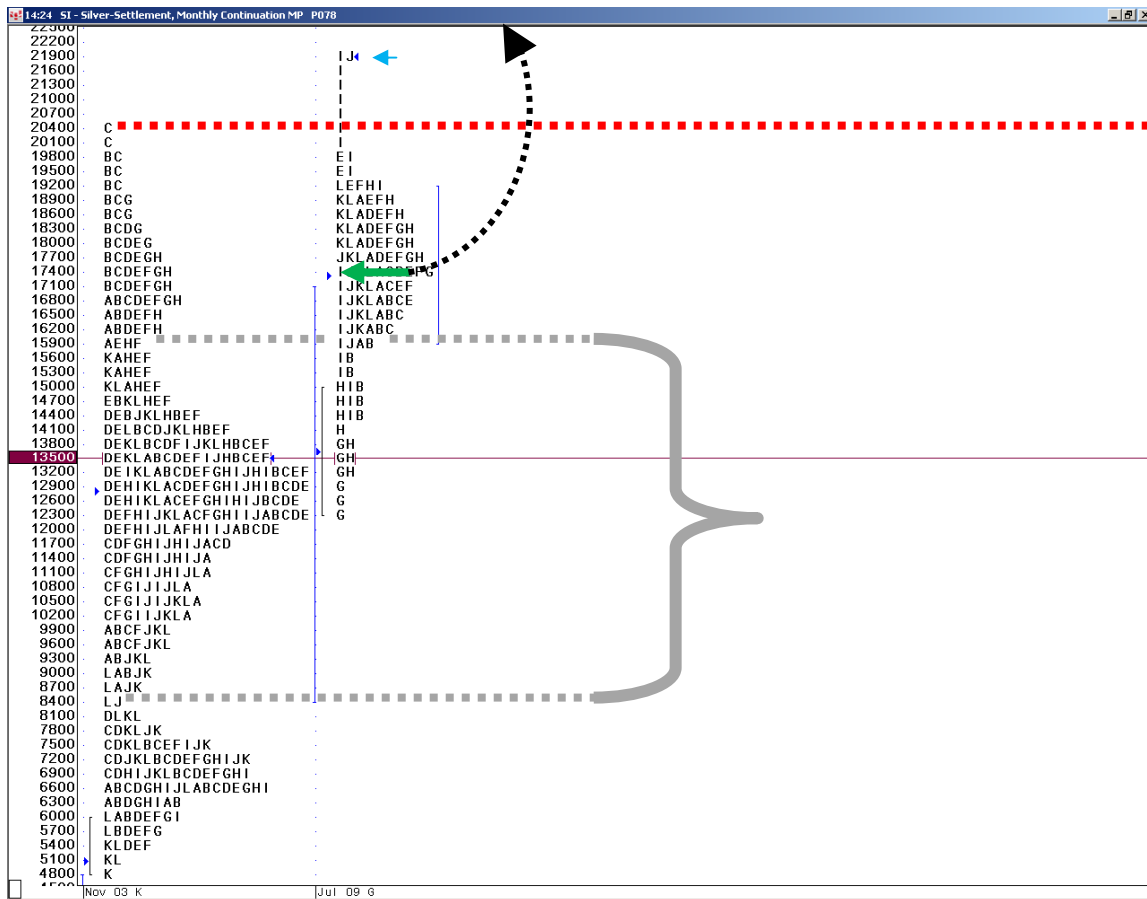 14:24 SI - Silver-Settlement, Monthly Continuation MP P078
22200
21900 IJ
21600 I
21300 I
21000 I
20700 I
20400 C I
20100 C I
19800 BC EI
19500 BC EI
19200 BC LEFHI
18900 BCG KLAEFH
18600 BCG KLADEFH
18300 BCDG KLADEFGH
18000 BCDEG KLADEFGH
17700 BCDEGH JKLADEFGH
17400 BCDEFGH
17100 BCDEFGH IJKLACEF
16800 ABCDEFGH IJKLABCE
16500 ABDEFH IJKLABC
16200 ABDEFH IJKABC
15900 AEHF IJAB
15600 KAHEF IB
15300 KAHEF IB
15000 KLAHEF HIB
14700 EBKLHEF HIB
14400 DEBJKLHBEF HIB
14100 DELBCDJKLHBEF H
13800 DEKLBCDFIJKLHBCEF GH
13500 DEKLABCDEFIJHBCEF GH
13200 DEIKLABCDEFGHIJHIBCEF GH
12900 DEHIKLACDEFGHIJHIBCDE G
12600 DEHIKLACEFGHIHIJBCDE G
12300 DEFHIJKLACFGHIIJABCDE G
12000 DEFHIJLAFHIIJABCDE
11700 CDFGHIJHIJACD
11400 CDFGHIJHIJA
11100 CFGHIJHIJLA
10800 CFGIJIJLA
10500 CFGIJIJKLA
10200 CFGIIJKLA
9900 ABCFJKL
9600 ABCFJKL
9300 ABJKL
9000 LABJK
8700 LAJK
8400 LJ
8100 DLKL
7800 CDKLJK
7500 CDKLBCEFIJK
7200 CDJKLBCDEFGHIJK
6900 CDHIJKLBCDEFGHI
6600 ABCDGHIJLABCDEGHI
6300 ABDGHIAB
6000 LABDEFGI
5700 LBDEFG
5400 KLDEF
5100 KL
4800 K
Nov 03 K Jul 09 G